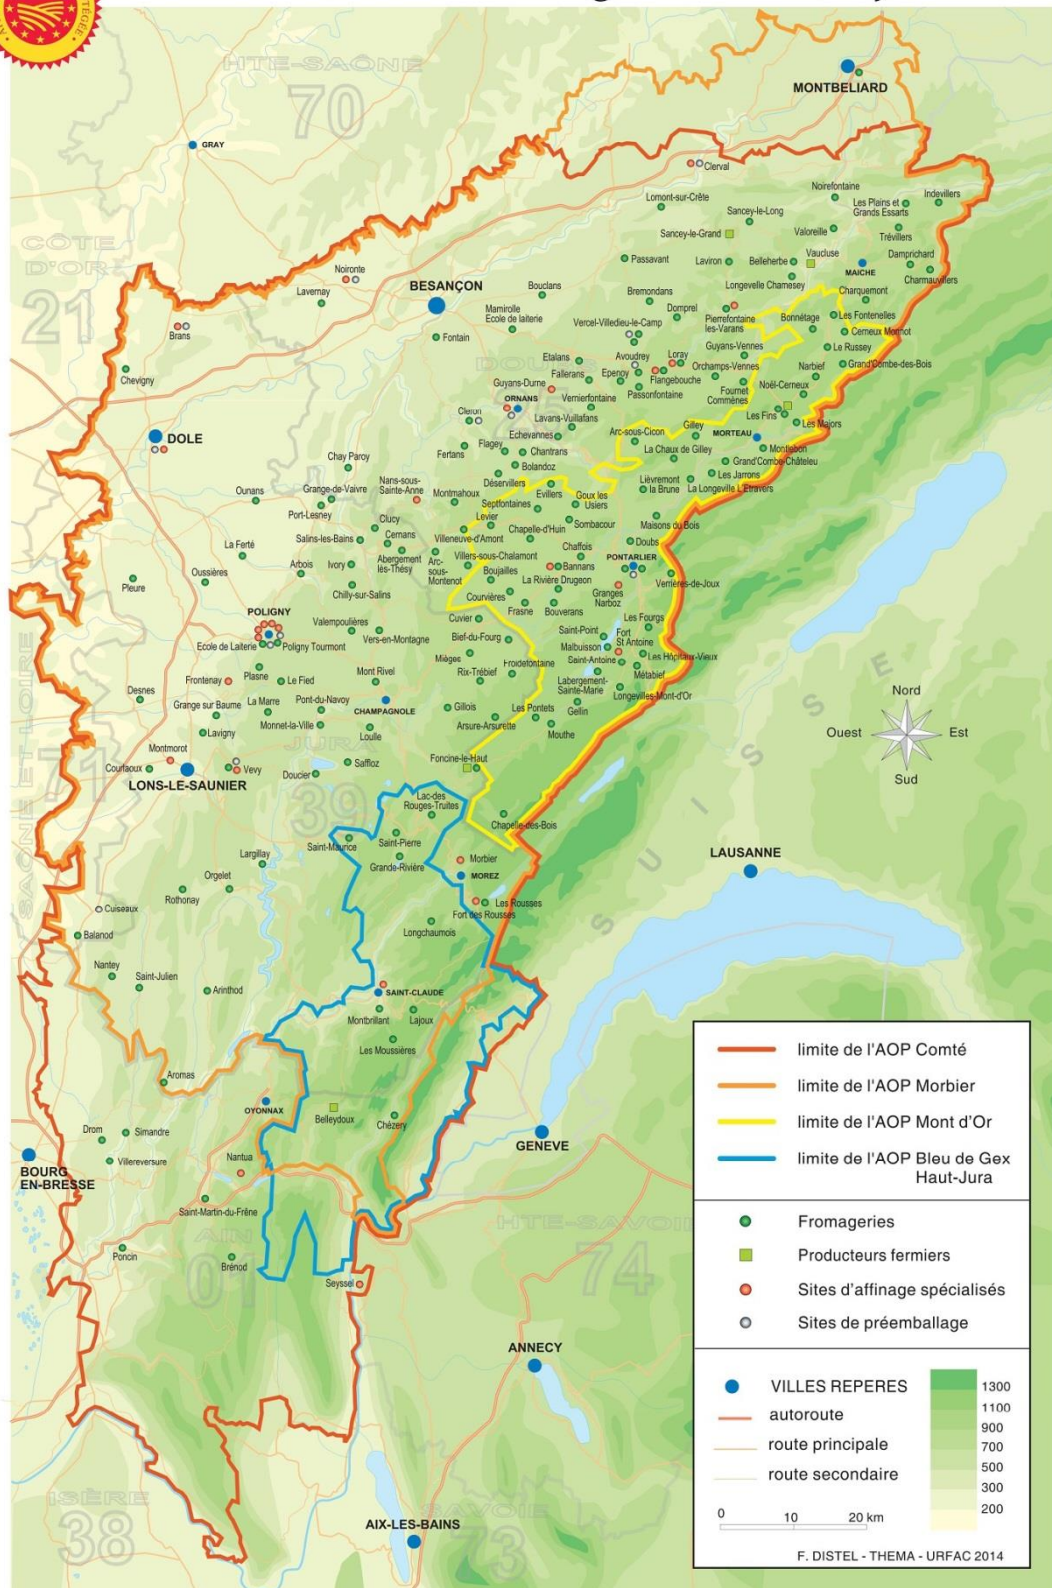 HTE-SAÔNE
70
MONTBELIARD
GRAY
Clerval
Noirefontaine
Indevillers
Lomont-sur-Crête
Les Plains et
Grands Essarts
Sancey-le-Long
CÔTE
D'OR
21
Sancey-le-Grand
Valoreille
Trévillers
Vaucluse
Passavant
Laviron
Belleherbe
MAICHE
Damprichard
Noironte
Charmauvillers
Longevelle
Chamesey
BESANÇON
Bouclans
Bremondans
Charquemont
Lavernay
Mamirolle
Ecole de laiterie
Domprel
Pierrefontaine
les-Varans
Bonnétage
Les Fontenelles
Vercel-Villedieu-le-Camp
Brans
Fontain
Cerneux Monnot
Guyans-Vennes
Le Russey
DOUBS
25
Etalans
Avoudrey
Loray
Orchamps-Vennes
Narbief
Grand'Combe-des-Bois
Chevigny
Fallerans
Epenoy
Flangebouche
Guyans-Durne
Passonfontaine
Fournet
Noël-Cerneux
ORNANS
Vernierfontaine
Commènes
Cléron
Lavans-Vuillafans
Les Fins
Les Majors
DOLE
Echevannes
Arc-sous-Cicon
Gilley
MORTEAU
Flagey
Fertans
Chantrans
La Chaux de Gilley
Montlebon
Chay Paroy
Bolandoz
Grand'Combe-Châteleu
Nans-sous-
Sainte-Anne
Déservillers
Lièvremont
la Brune
Les Jarrons
La Longeville L'Etravers
Ounans
Grange-de-Vaivre
Montmahoux
Evillers
Goux les
Usiers
Port-Lesney
Septfontaines
Clucy
Levier
Sombacour
Maisons du Bois
Salins-les-Bains
Cernans
Villeneuve-d'Amont
Chapelle-d'Huin
Doubs
La Ferté
Chaffois
PONTARLIER
Abergement
lès-Thésy
Arc-
sous-
Montenot
Villers-sous-Chalamont
Arbois
Ivory
Bannans
Oussières
Boujailles
La Rivière Drugeon
Verrières-de-Joux
Pleure
Chilly-sur-Salins
Courvières
Granges
Narboz
Frasne
Bouverans
POLIGNY
Valempoulières
Cuvier
Les Fourgs
Saint-Point
Fort
St Antoine
Ecole de Laiterie
Poligny Tourmont
Vers-en-Montagne
Bief-du-Fourg
Malbuisson
Mièges
Froidefontaine
Saint-Antoine
Les Hôpitaux-Vieux
Plasne
Rix-Trébief
Métabief
Frontenay
Le Fied
Mont Rivel
Labergement-
Sainte-Marie
Desnes
Longevilles-Mont-d'Or
Grange sur Baume
La Marre
Pont-du-Navoy
CHAMPAGNOLE
Gillois
Les Pontets
Gellin
Lavigny
Monnet-la-Ville
Loulle
Arsure-Arsurette
Mouthe
SAÔNE ET LOIRE
71
JURA
39
Montmorot
Courlaoux
Vevy
Doucier
Saffloz
Foncine-le-Haut
LONS-LE-SAUNIER
Lac-des
Rouges-Truites
Chapelle-des-Bois
Saint-Maurice
Saint-Pierre
Largillay
Grande-Rivière
Morbier
MOREZ
LAUSANNE
Orgelet
Rothonay
Cuiseaux
Les Rousses
Fort des Rousses
Longchaumois
Balanod
Nantey
Saint-Julien
Arinthod
SAINT-CLAUDE
Montbrillant
Lajoux
Les Moussières
Aromas
OYONNAX
Belleydoux
Chézery
Drom
Simandre
Villereversure
GENEVE
BOURG
EN-BRESSE
Nantua
Saint-Martin-du-Frêne
HTE-SAVOIE
74
Poncin
AIN
01
Brénod
Seyssel
ANNECY
ISÈRE
38
AIX-LES-BAINS
SAVOIE
73
SUISSE
Nord
Ouest
Est
Sud
limite de l'AOP Comté
limite de l'AOP Morbier
limite de l'AOP Mont d'Or
limite de l'AOP Bleu de Gex
Haut-Jura
Fromageries
Producteurs fermiers
Sites d'affinage spécialisés
Sites de préemballage
VILLES REPERES
autoroute
route principale
route secondaire
0 10 20 km
1300
1100
900
700
500
300
200
F. DISTEL - THEMA - URFAC 2014